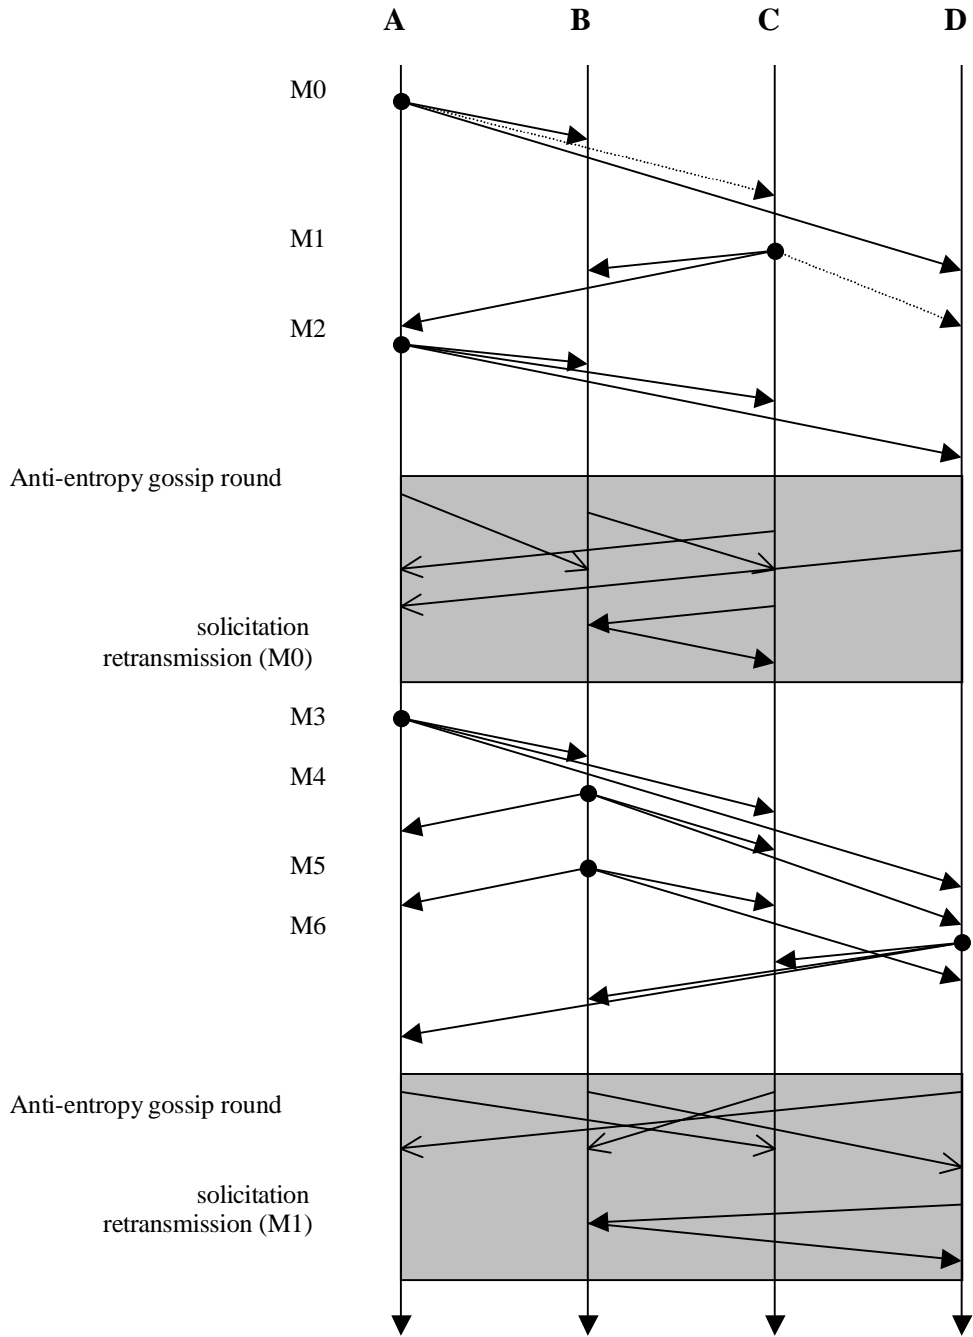 A B C D
M0
M1
M2
Anti-entropy gossip round
solicitation
retransmission (M0)
M3
M4
M5
M6
Anti-entropy gossip round
solicitation
retransmission (M1)